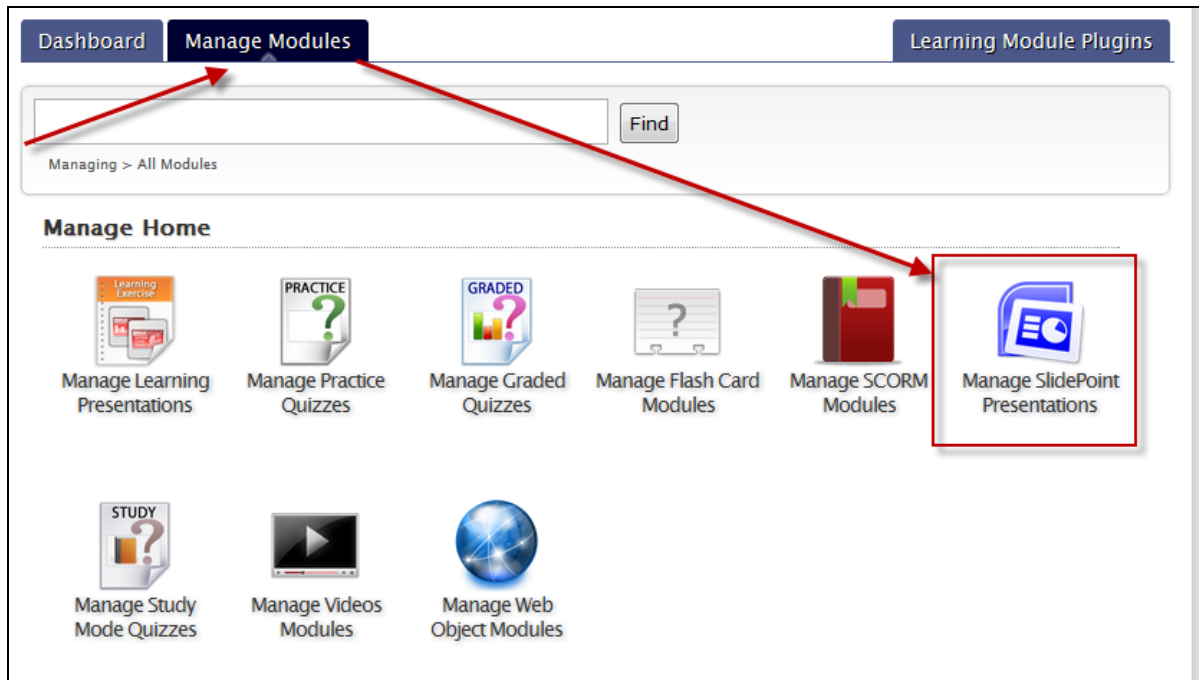 Dashboard
Manage Modules
Learning Module Plugins
Find
Managing > All Modules
Manage Home
Learning
Exercise
PRACTICE
?
GRADED
?
?
Manage Learning
Presentations
Manage Practice
Quizzes
Manage Graded
Quizzes
Manage Flash Card
Modules
Manage SCORM
Modules
Manage SlidePoint
Presentations
STUDY
?
Manage Study
Mode Quizzes
Manage Videos
Modules
Manage Web
Object Modules